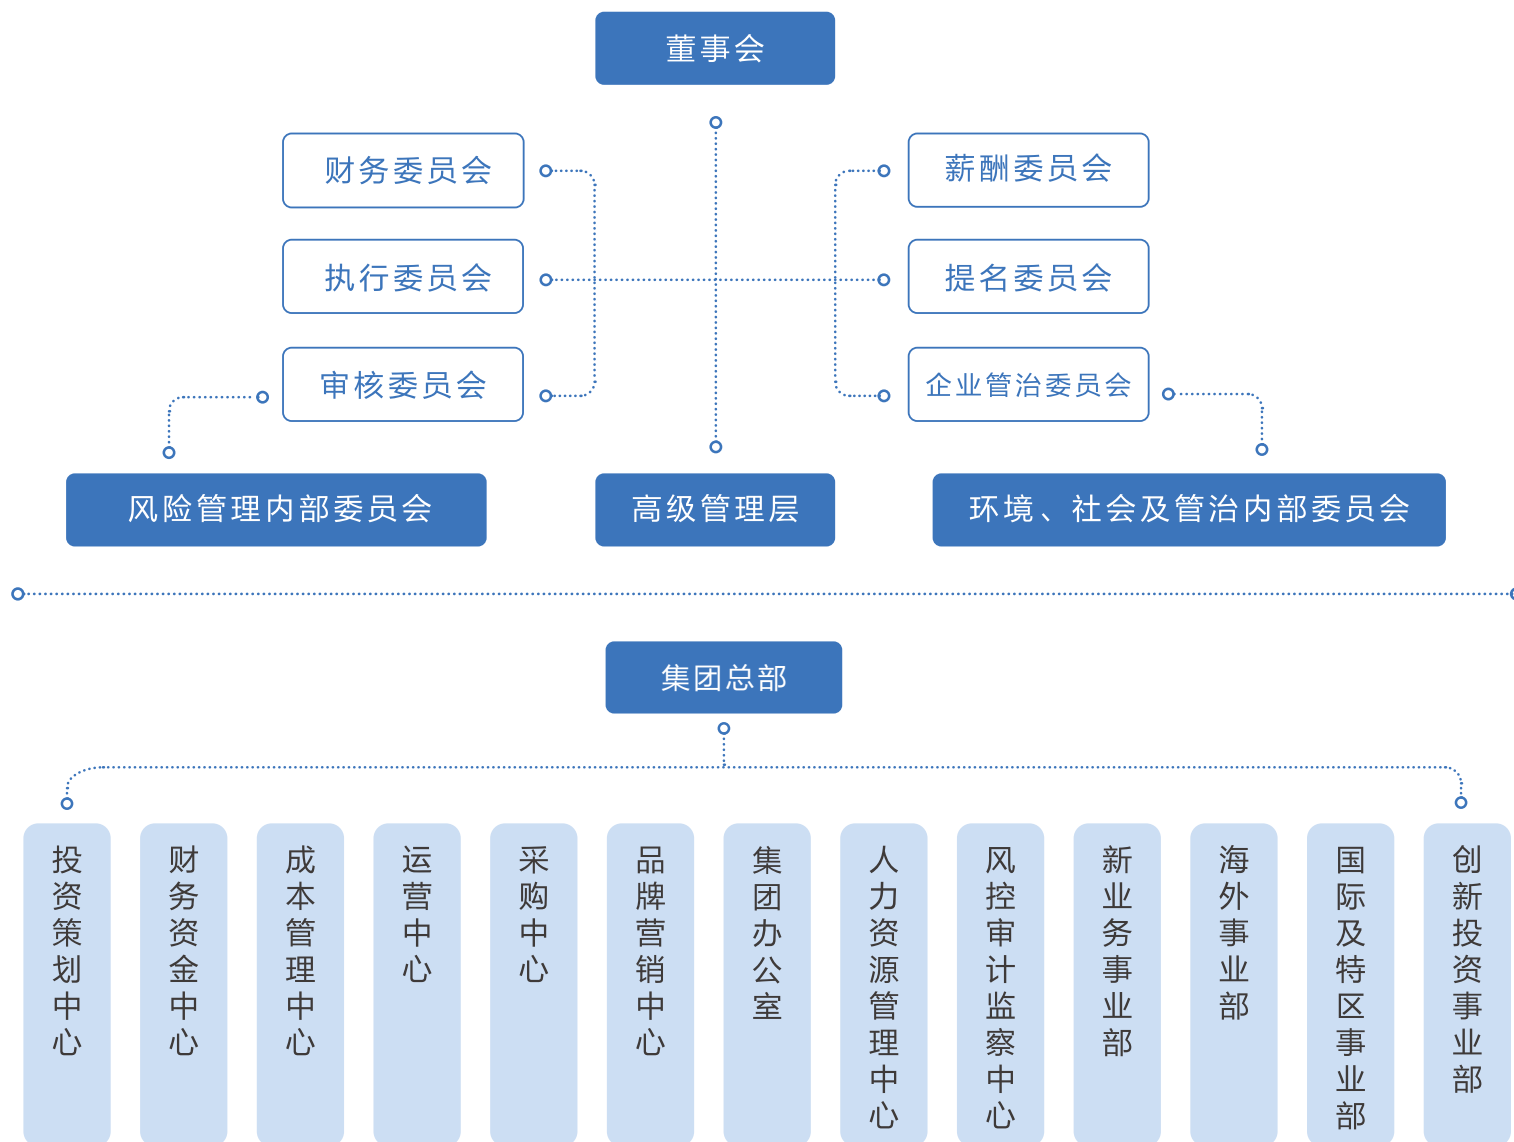 董事会
财务委员会
薪酬委员会
执行委员会
提名委员会
审核委员会
企业管治委员会
风险管理内部委员会
高级管理层
环境、社会及管治内部委员会
集团总部
投资策划中心
财务资金中心
成本管理中心
运营中心
采购中心
品牌营销中心
集团办公室
人力资源管理中心
风控审计监察中心
新业务事业部
海外事业部
国际及特区事业部
创新投资事业部